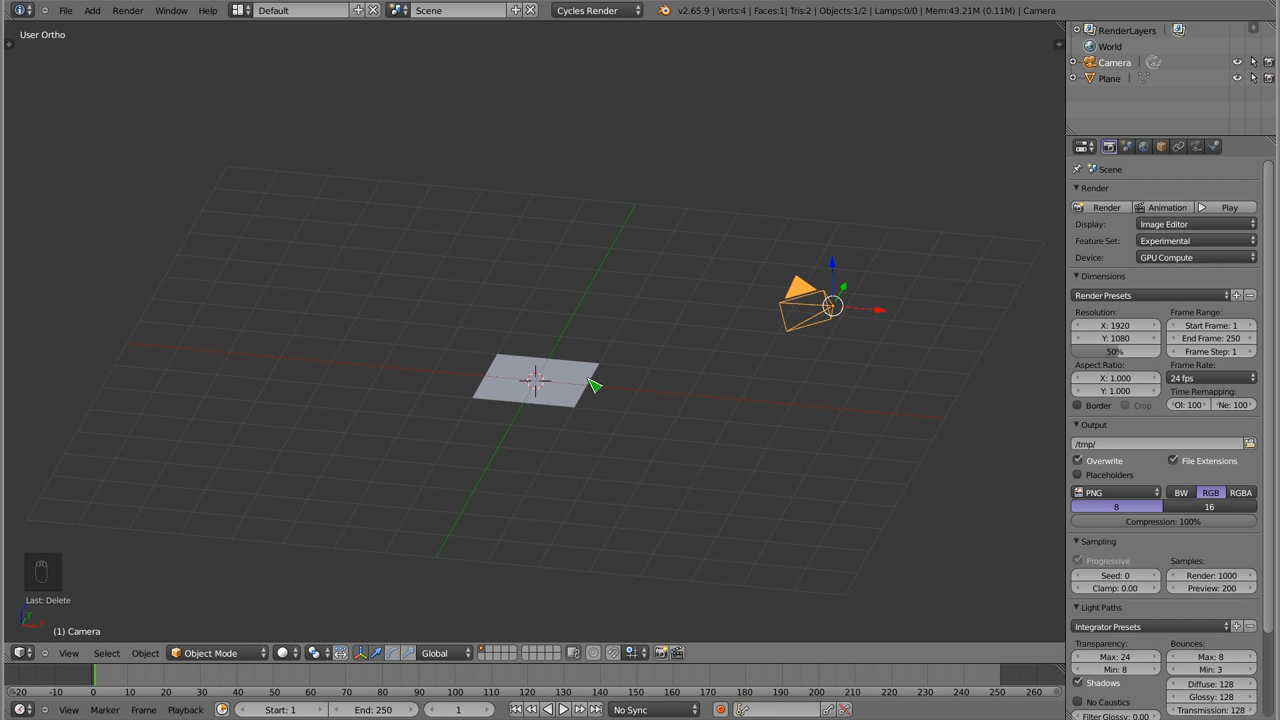 File Add Render Window Help Default Scene Cycles Render v2.65.9 | Verts:4 | Faces:1| Tris:2 | Objects:1/2 | Lamps:0/0 | Mem:43.21M (0.11M) | Camera
User Ortho
RenderLayers
World
Camera
Plane
Scene
Render
Render Animation Play
Display: Image Editor
Feature Set: Experimental
Device: GPU Compute
Dimensions
Render Presets
Resolution: Frame Range:
X: 1920 Start Frame: 1
Y: 1080 End Frame: 250
50% Frame Step: 1
Aspect Ratio: Frame Rate:
X: 1.000 24 fps
Y: 1.000 Time Remapping:
Border Crop Ol: 100 Ne: 100
Output
/tmp/
Overwrite File Extensions
Placeholders
PNG BW RGB RGBA
8 16
Compression: 100%
Sampling
Progressive Samples:
Seed: 0 Render: 1000
Clamp: 0.00 Preview: 200
Light Paths
Integrator Presets
Transparency: Bounces:
Max: 24 Max: 8
Min: 8 Min: 3
Shadows Diffuse: 128
Glossy: 128
No Caustics Transmission: 128
Filter Glossy: 0.00
Last: Delete
(1) Camera
View Select Object Object Mode Global
-20 -10 0 10 20 30 40 50 60 70 80 90 100 110 120 130 140 150 160 170 180 190 200 210 220 230 240 250 260
View Marker Frame Playback Start: 1 End: 250 1 No Sync